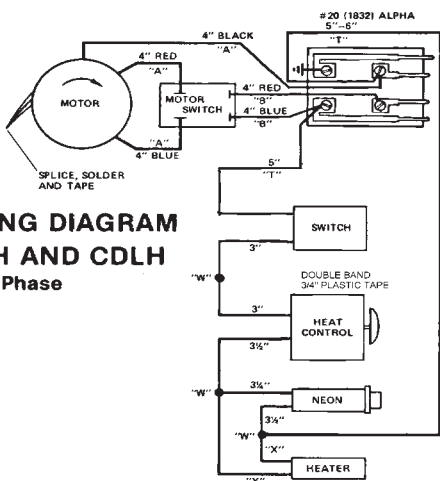 #20 (1832) ALPHA
5"-6"
"T"
4" BLACK
"A"
4" RED
"A"
MOTOR
MOTOR
SWITCH
4" RED
"B"
4" BLUE
"B"
"A"
4" BLUE
SPLICE, SOLDER
AND TAPE
5"
"T"
NG DIAGRAM
H AND CDLH
Phase
SWITCH
3"
"W"
DOUBLE BAND
3/4" PLASTIC TAPE
3"
HEAT
CONTROL
3½"
"W"
3¼"
NEON
3½"
"W"
"X"
HEATER
"X"